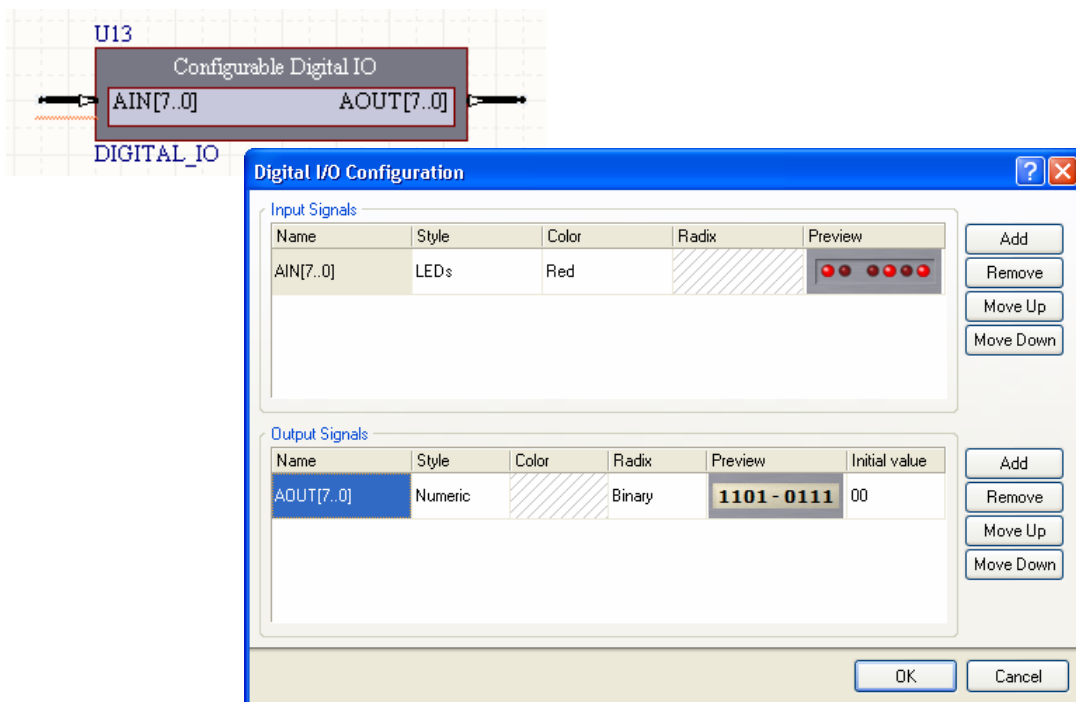 U13
Configurable Digital IO
AIN[7..0] AOUT[7..0]
DIGITAL_IO
Digital I/O Configuration
Input Signals
Name Style Color Radix Preview
AIN[7..0] LEDs Red
Add
Remove
Move Up
Move Down
Output Signals
Name Style Color Radix Preview Initial value
AOUT[7..0] Numeric Binary 1101-0111 00
Add
Remove
Move Up
Move Down
OK Cancel